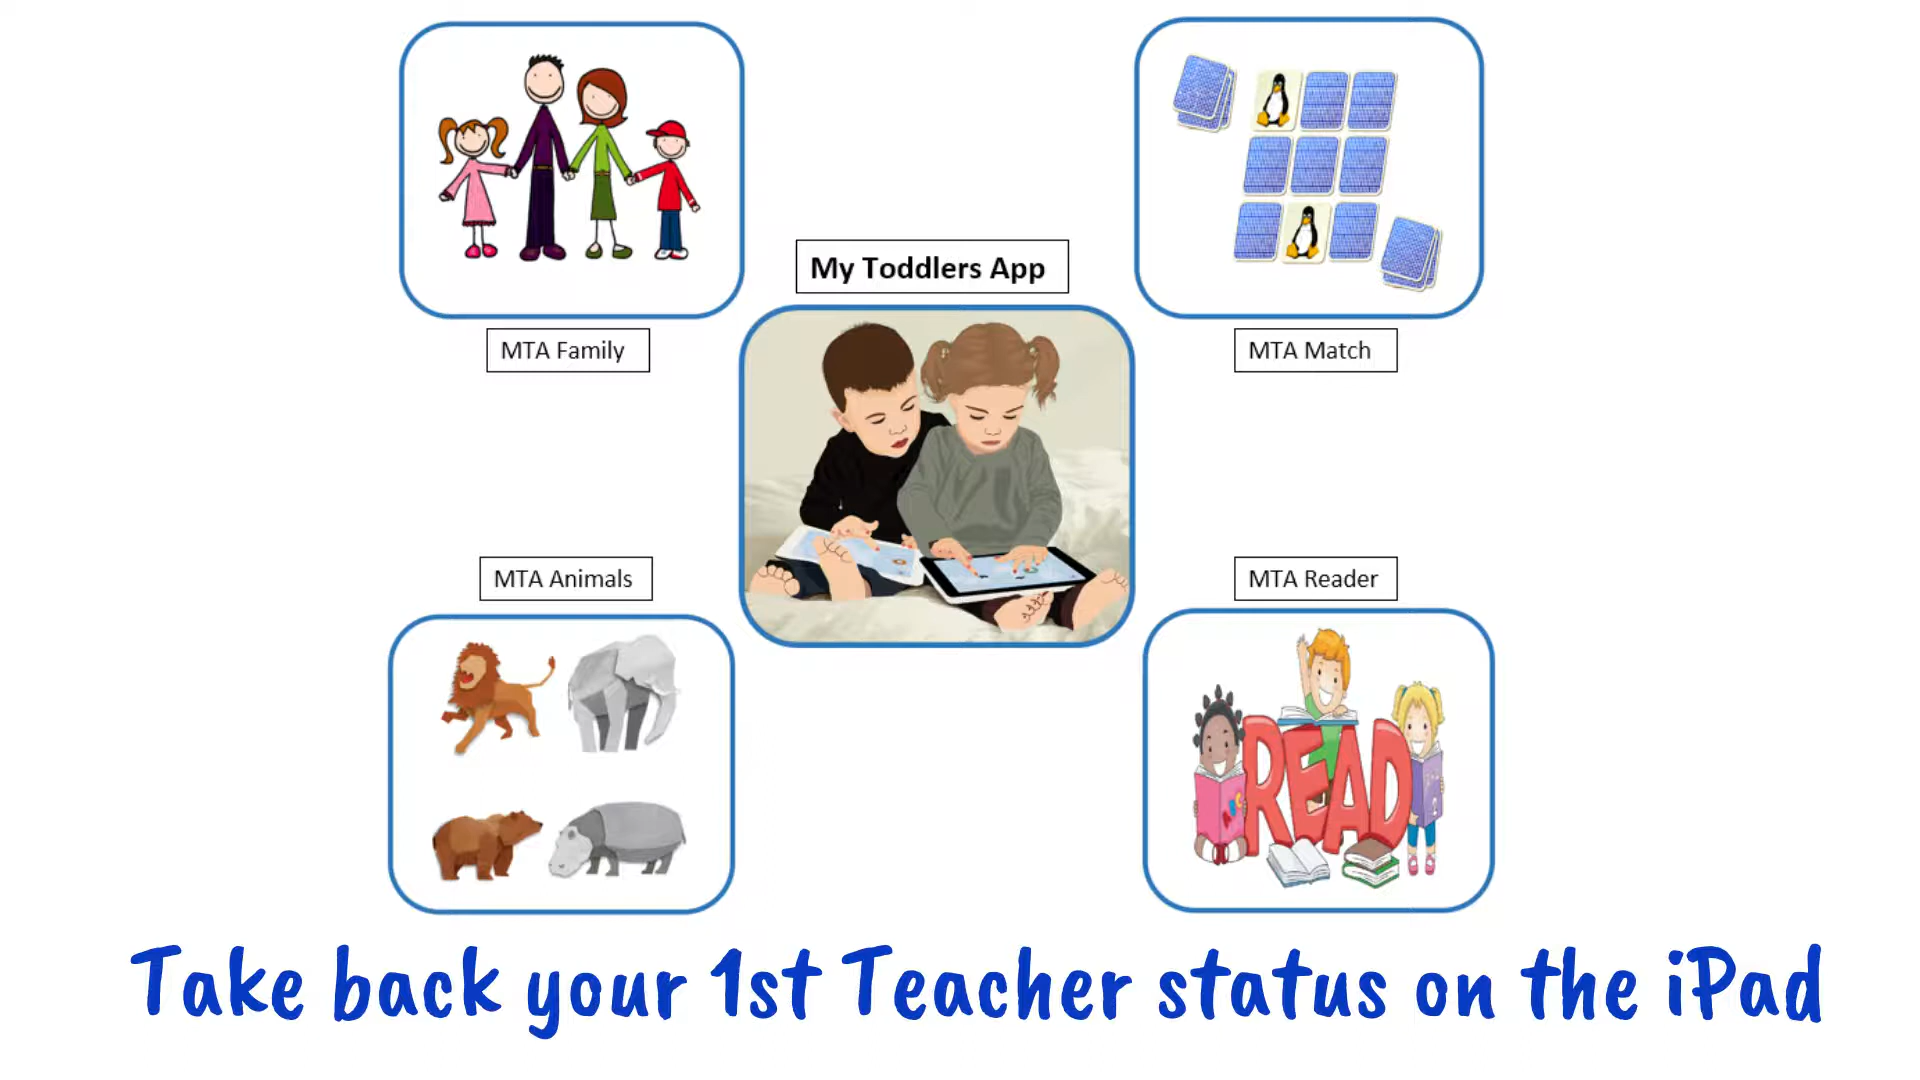 My Toddlers App
MTA Family
MTA Match
MTA Animals
MTA Reader
READ
ABC
?
Take back your 1st Teacher status on the iPad